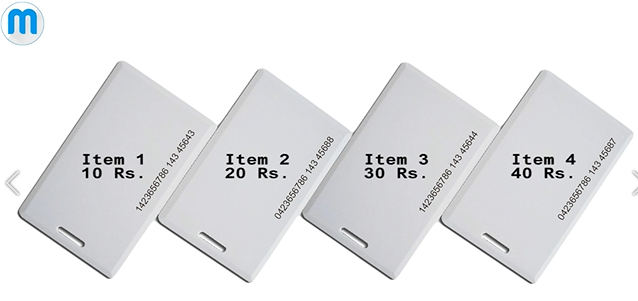 m
Item 1
10 Rs.
1423656786 143 45643
Item 2
20 Rs.
0423656786 143 45688
Item 3
30 Rs.
1423656786 143 45644
Item 4
40 Rs.
0423656786 143 45687